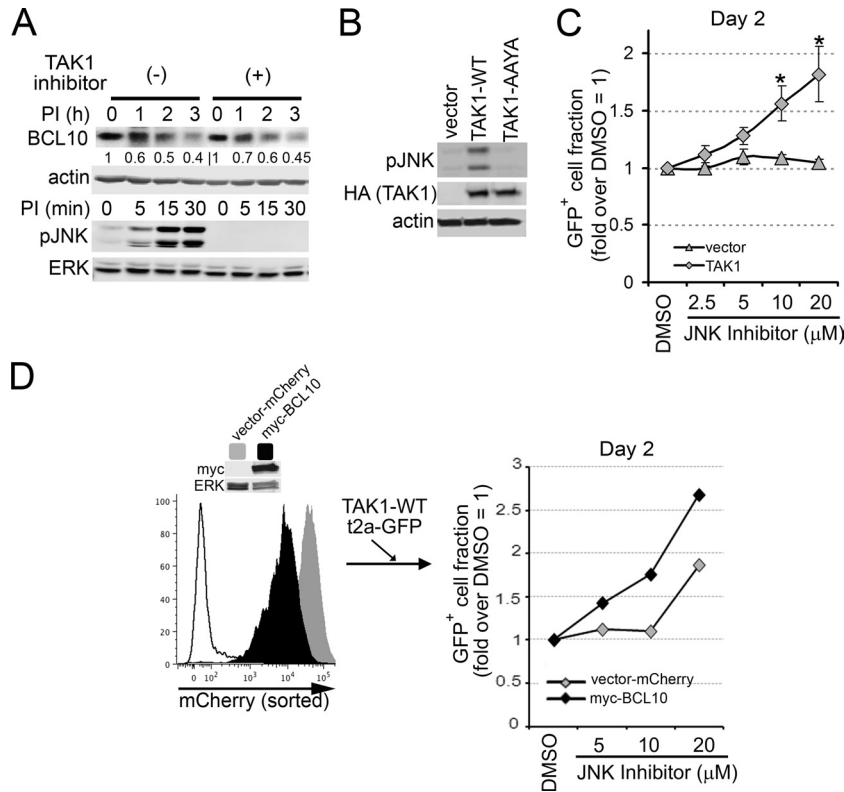 A
TAK1 inhibitor
(-) (+)
PI (h) 0 1 2 3 0 1 2 3
BCL10
1 0.6 0.5 0.4 |1 0.7 0.6 0.45
actin
PI (min) 0 5 15 30 0 5 15 30
pJNK
ERK
B
vector
TAK1-WT
TAK1-AAYA
pJNK
HA (TAK1)
actin
C
Day 2
GFP+ cell fraction
(fold over DMSO = 1)
2
1.5
1
0.5
0
* *
vector
TAK1
DMSO 2.5 5 10 20
JNK Inhibitor (μM)
D
vector-mCherry
myc-BCL10
myc
ERK
100
80
60
40
20
0
0 10² 10³ 10⁴ 10⁵
mCherry (sorted)
TAK1-WT
t2a-GFP
Day 2
GFP+ cell fraction
(fold over DMSO = 1)
3
2.5
2
1.5
1
0.5
0
vector-mCherry
myc-BCL10
DMSO 5 10 20
JNK Inhibitor (μM)